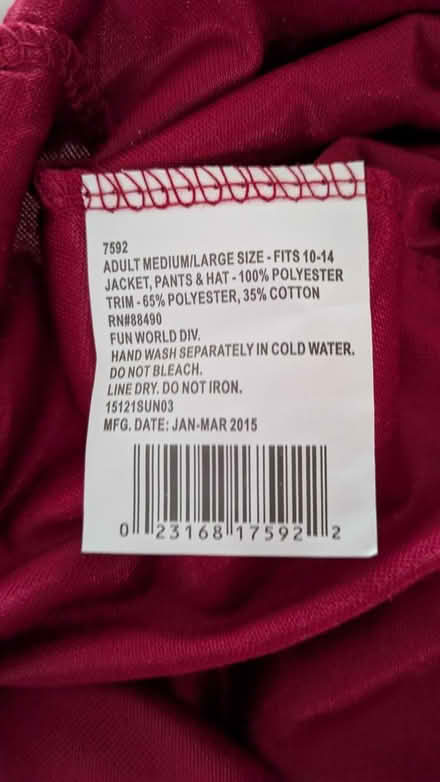 7592
ADULT MEDIUM/LARGE SIZE - FITS 10-14
JACKET, PANTS & HAT - 100% POLYESTER
TRIM - 65% POLYESTER, 35% COTTON
RN#88490
FUN WORLD DIV.
HAND WASH SEPARATELY IN COLD WATER.
DO NOT BLEACH.
LINE DRY. DO NOT IRON.
15121SUN03
MFG. DATE: JAN-MAR 2015
0 23168 17592 2